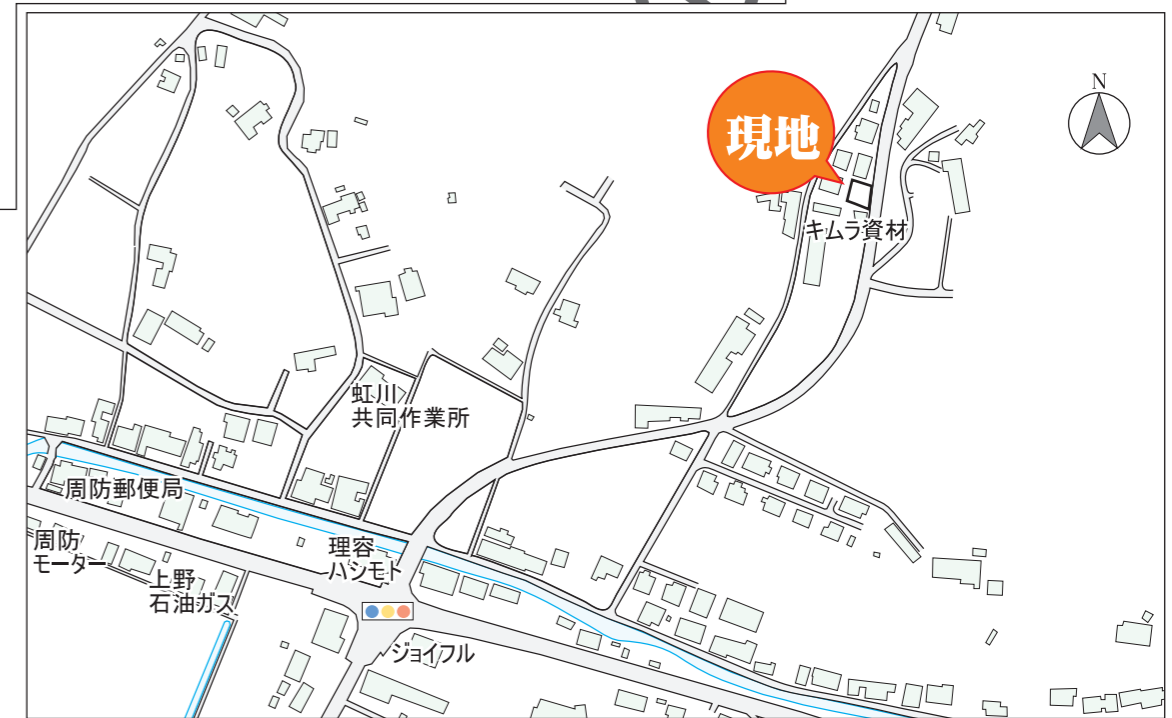 N
現地
キムラ資材
虹川
共同作業所
周防郵便局
周防
モーター
理容
ハシモト
上野
石油ガス
ジョイフル